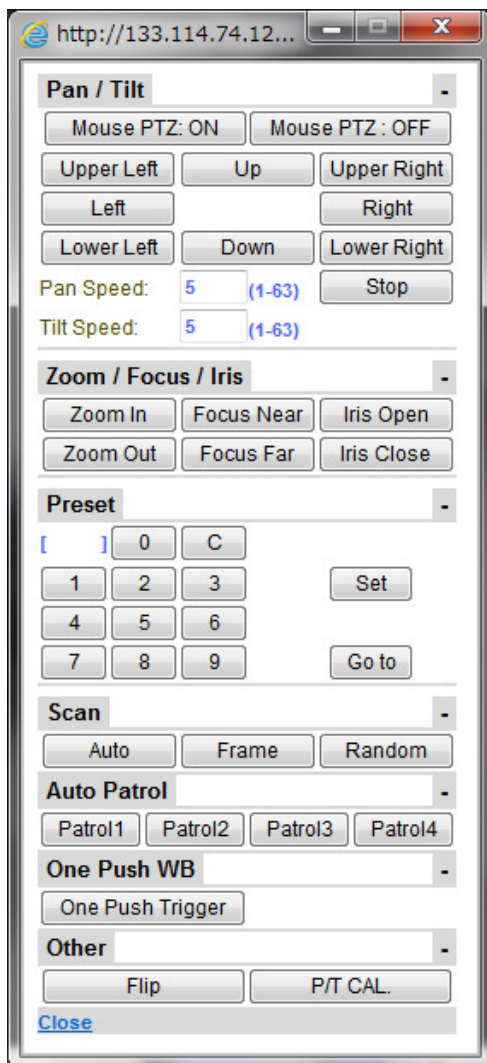 http://133.114.74.12...
Pan / Tilt -
Mouse PTZ: ON Mouse PTZ : OFF
Upper Left Up Upper Right
Left Right
Lower Left Down Lower Right
Pan Speed: 5 (1-63) Stop
Tilt Speed: 5 (1-63)
Zoom / Focus / Iris -
Zoom In Focus Near Iris Open
Zoom Out Focus Far Iris Close
Preset -
[ ] 0 C
1 2 3 Set
4 5 6
7 8 9 Go to
Scan -
Auto Frame Random
Auto Patrol -
Patrol1 Patrol2 Patrol3 Patrol4
One Push WB -
One Push Trigger
Other -
Flip P/T CAL.
Close